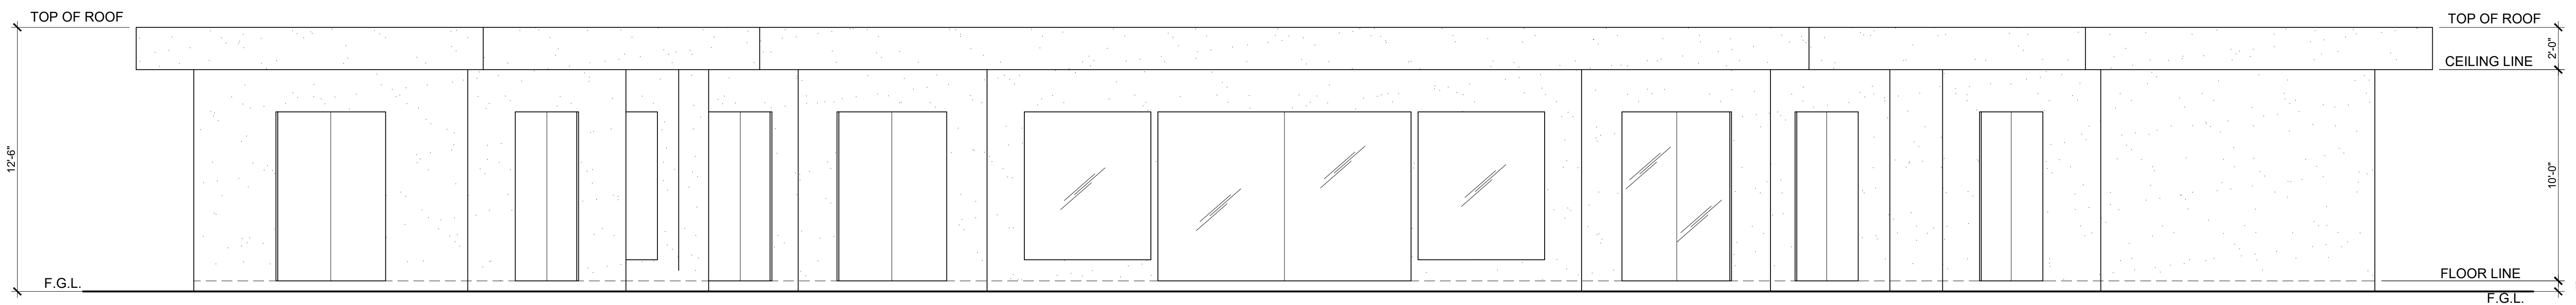 TOP OF ROOF
TOP OF ROOF
2'-0"
CEILING LINE
12'-6"
10'-0"
FLOOR LINE
F.G.L.
F.G.L.